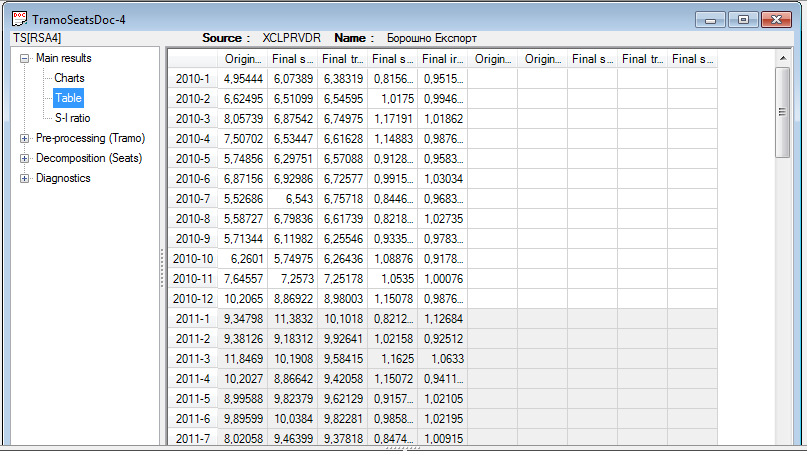 TramoSeatsDoc-4
TS[RSA4] Source : XCLPRVDR Name : Борошно Експорт
Main results
Charts
Table
S-I ratio
Pre-processing (Tramo)
Decomposition (Seats)
Diagnostics
Origin... Final s... Final tr... Final s... Final ir... Origin... Origin... Final s... Final tr... Final s...
2010-1 4,95444 6,07389 6,38319 0,8156... 0,9515...
2010-2 6,62495 6,51099 6,54595 1,0175 0,9946...
2010-3 8,05739 6,87542 6,74975 1,17191 1,01862
2010-4 7,50702 6,53447 6,61628 1,14883 0,9876...
2010-5 5,74856 6,29751 6,57088 0,9128... 0,9583...
2010-6 6,87156 6,92986 6,72577 0,9915... 1,03034
2010-7 5,52686 6,543 6,75718 0,8446... 0,9683...
2010-8 5,58727 6,79836 6,61739 0,8218... 1,02735
2010-9 5,71344 6,11982 6,25546 0,9335... 0,9783...
2010-10 6,2601 5,74975 6,26436 1,08876 0,9178...
2010-11 7,64557 7,2573 7,25178 1,0535 1,00076
2010-12 10,2065 8,86922 8,98003 1,15078 0,9876...
2011-1 9,34798 11,3832 10,1018 0,8212... 1,12684
2011-2 9,38126 9,18312 9,92641 1,02158 0,92512
2011-3 11,8469 10,1908 9,58415 1,1625 1,0633
2011-4 10,2027 8,86642 9,42058 1,15072 0,9411...
2011-5 8,99588 9,82379 9,62129 0,9157... 1,02105
2011-6 9,89599 10,0384 9,82281 0,9858... 1,02195
2011-7 8,02058 9,46399 9,37818 0,8474... 1,00915